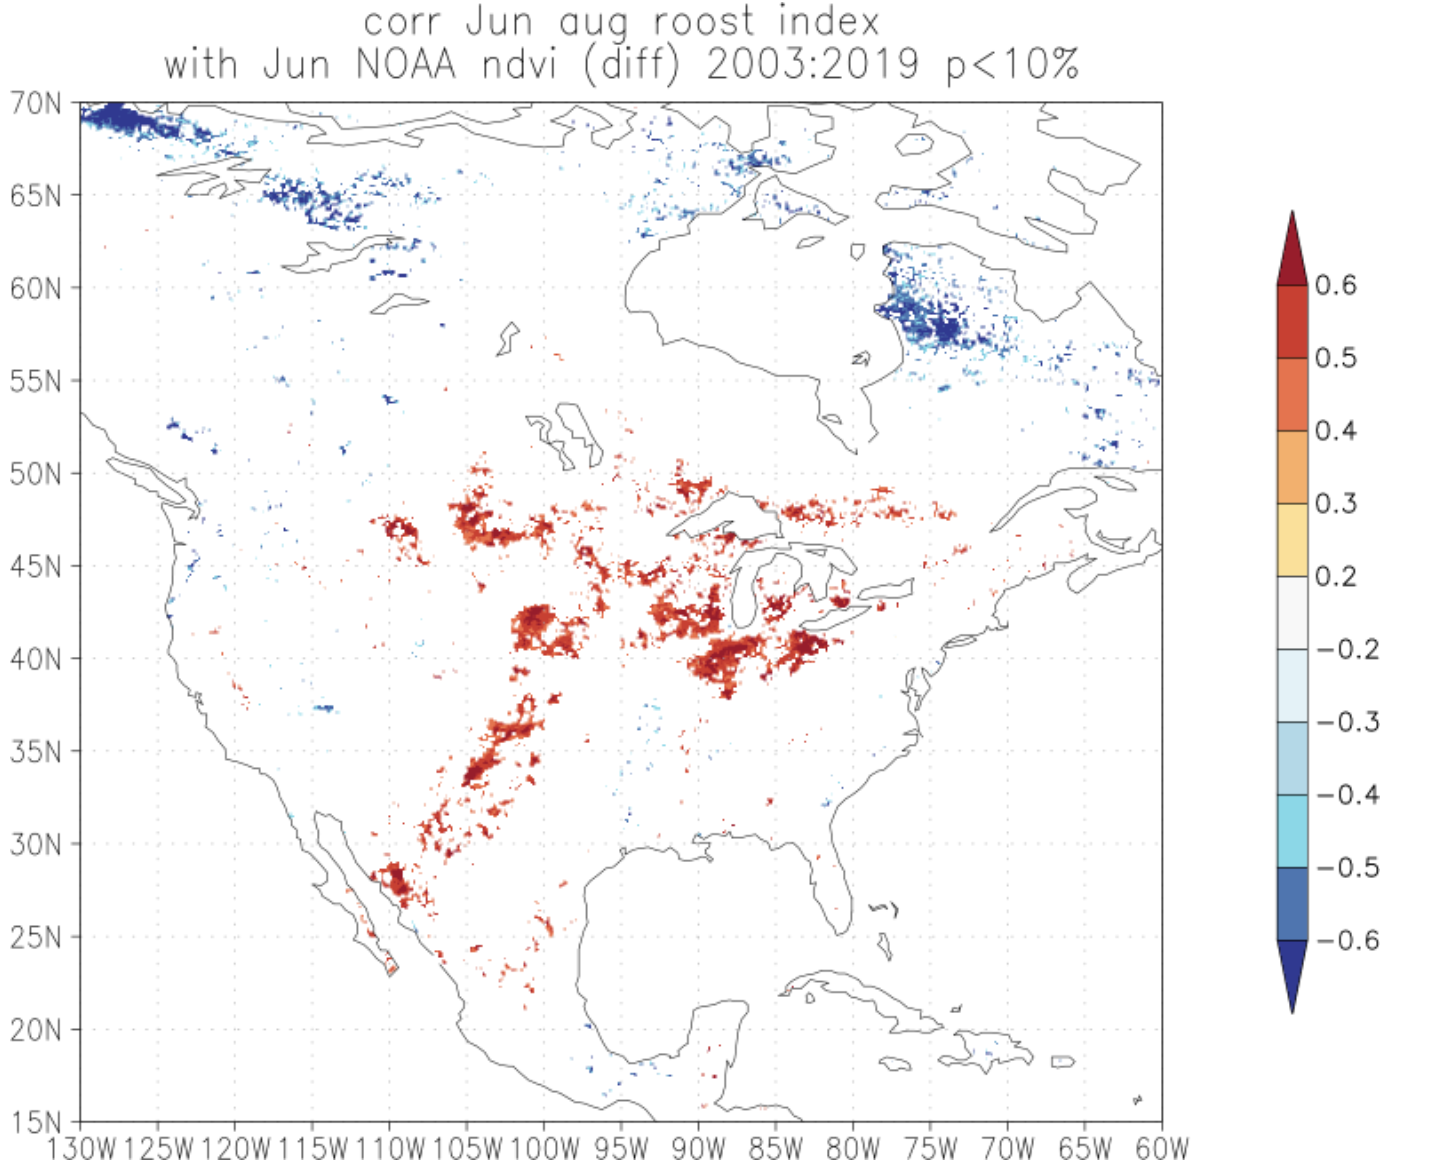 corr Jun aug roost index
with Jun NOAA ndvi (diff) 2003:2019 p<10%
70N
65N
60N
55N
50N
45N
40N
35N
30N
25N
20N
15N
130W 125W 120W 115W 110W 105W 100W 95W 90W 85W 80W 75W 70W 65W 60W
0.6
0.5
0.4
0.3
0.2
−0.2
−0.3
−0.4
−0.5
−0.6